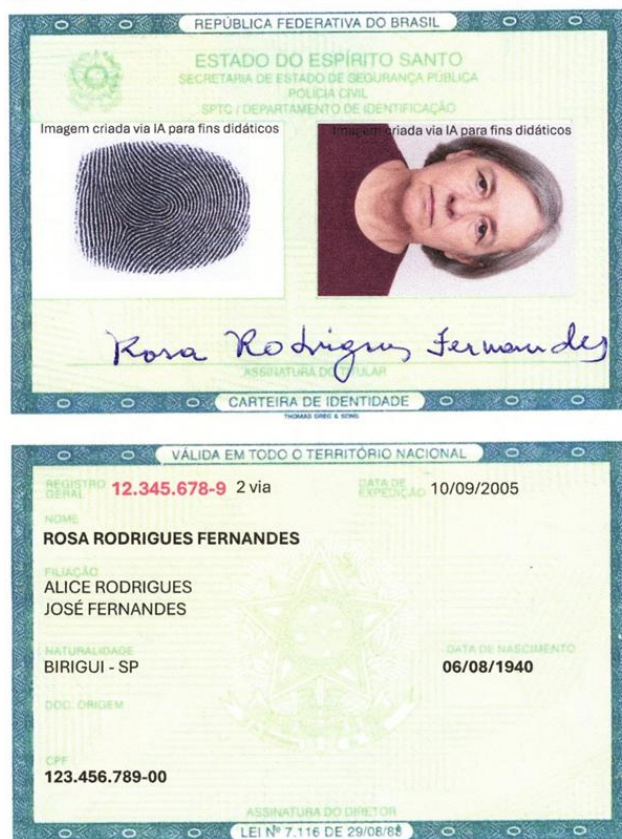 REPÚBLICA FEDERATIVA DO BRASIL
ESTADO DO ESPÍRITO SANTO
SECRETARIA DE ESTADO DE SEGURANÇA PÚBLICA
POLÍCIA CIVIL
SPTC / DEPARTAMENTO DE IDENTIFICAÇÃO
Imagem criada via IA para fins didáticos
Imagem criada via IA para fins didáticos
Rosa Rodrigues Fernandes
ASSINATURA DO TITULAR
CARTEIRA DE IDENTIDADE
THOMAS GREG & SONS
VÁLIDA EM TODO O TERRITÓRIO NACIONAL
REGISTRO GERAL 12.345.678-9 2 via DATA DE EXPEDIÇÃO 10/09/2005
NOME
ROSA RODRIGUES FERNANDES
FILIAÇÃO
ALICE RODRIGUES
JOSÉ FERNANDES
NATURALIDADE DATA DE NASCIMENTO
BIRIGUI - SP 06/08/1940
DOC. ORIGEM
CPF
123.456.789-00
ASSINATURA DO DIRETOR
LEI Nº 7.116 DE 29/08/83